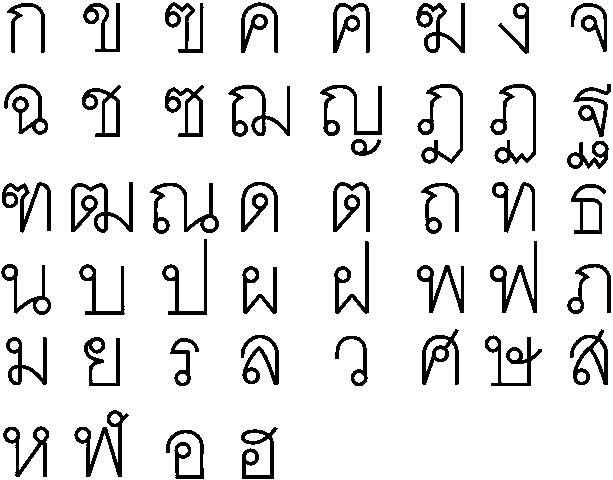 ก ข ฃ ค ฅ ฆ ง จ
ฉ ช ซ ฌ ญ ฎ ฏ ฐ
ฑ ฒ ณ ด ต ถ ท ธ
น บ ป ผ ฝ พ ฟ ภ
ม ย ร ล ว ศ ษ ส
ห ฬ อ ฮ